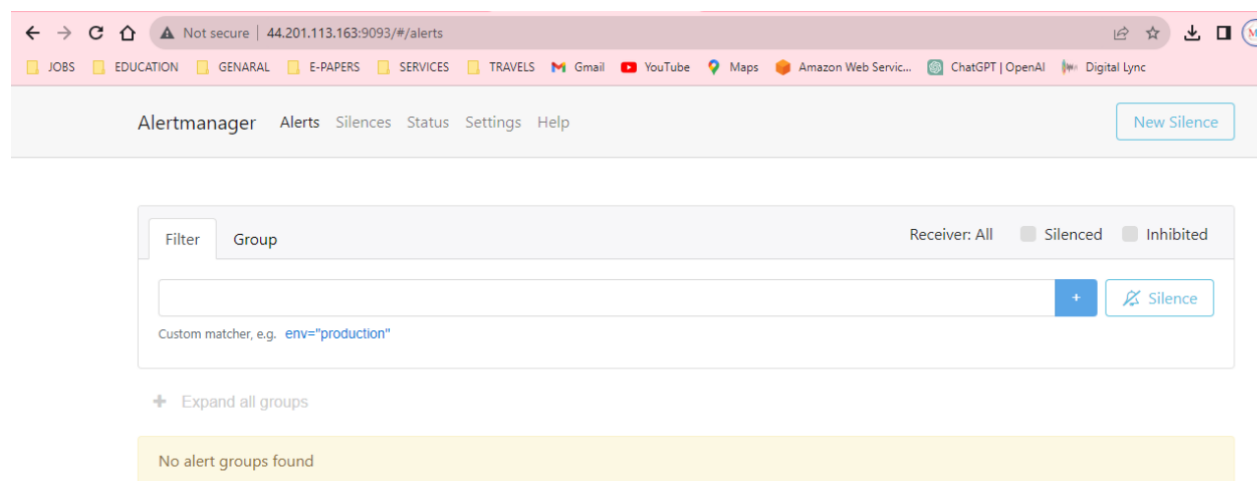 Not secure | 44.201.113.163:9093/#/alerts
JOBS EDUCATION GENARAL E-PAPERS SERVICES TRAVELS Gmail YouTube Maps Amazon Web Servic... ChatGPT | OpenAI Digital Lync
Alertmanager Alerts Silences Status Settings Help New Silence
Filter Group Receiver: All Silenced Inhibited
+ Silence
Custom matcher, e.g. env="production"
+ Expand all groups
No alert groups found